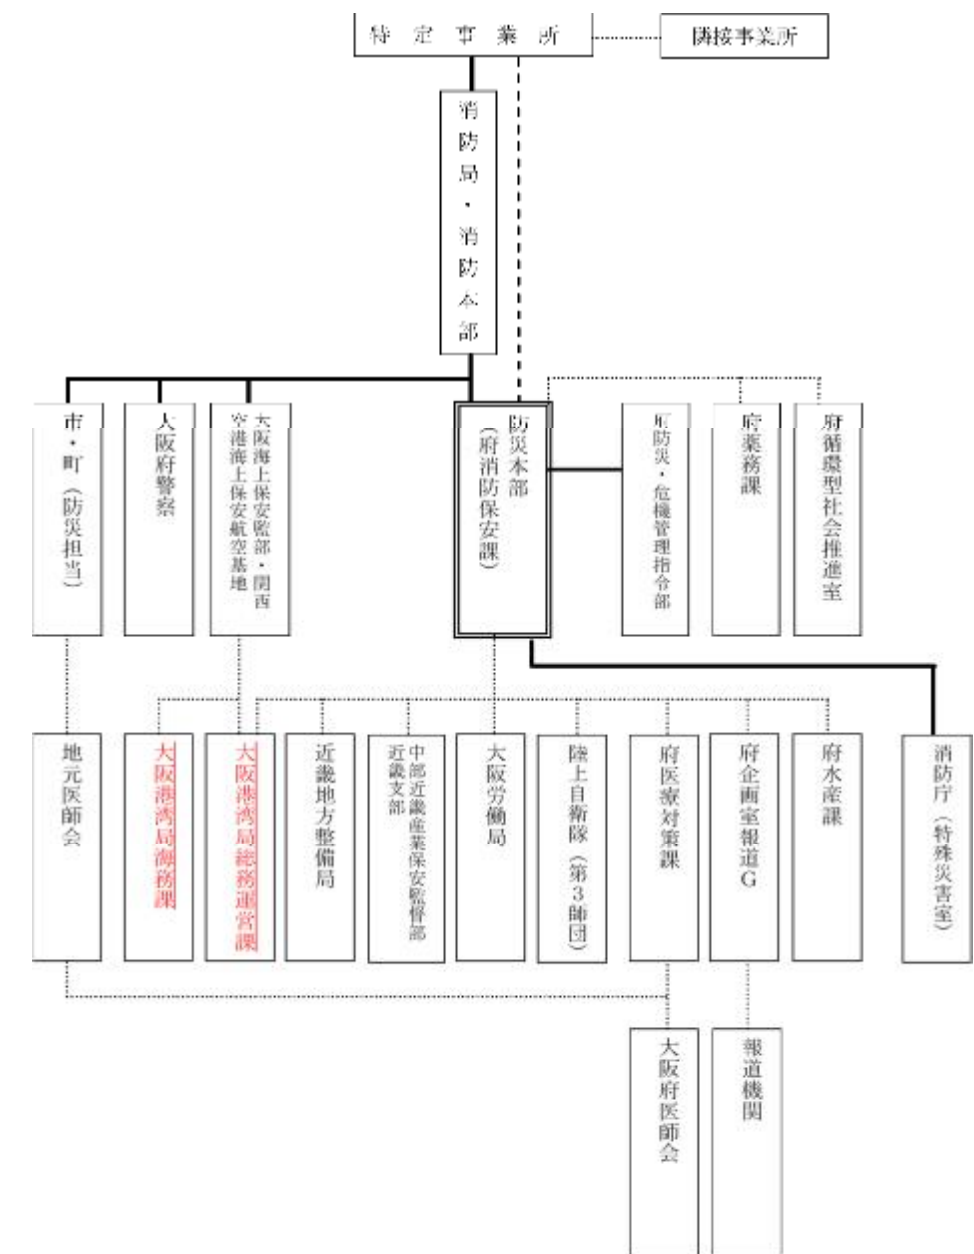 特定事業所
隣接事業所
消防局・消防本部
市・町（防災担当）
大阪府警察
大阪海上保安監部・関西
空港海上保安航空基地
防災本部
（府消防保安課）
府防災・危機管理指令部
府薬務課
府循環型社会推進室
地元医師会
大阪港湾局海務課
大阪港湾局総務運営課
近畿地方整備局
中部近畿産業保安監督部
近畿支部
大阪労働局
陸上自衛隊（第３師団）
府医療対策課
府企画室報道G
府水産課
消防庁（特殊災害室）
大阪府医師会
報道機関